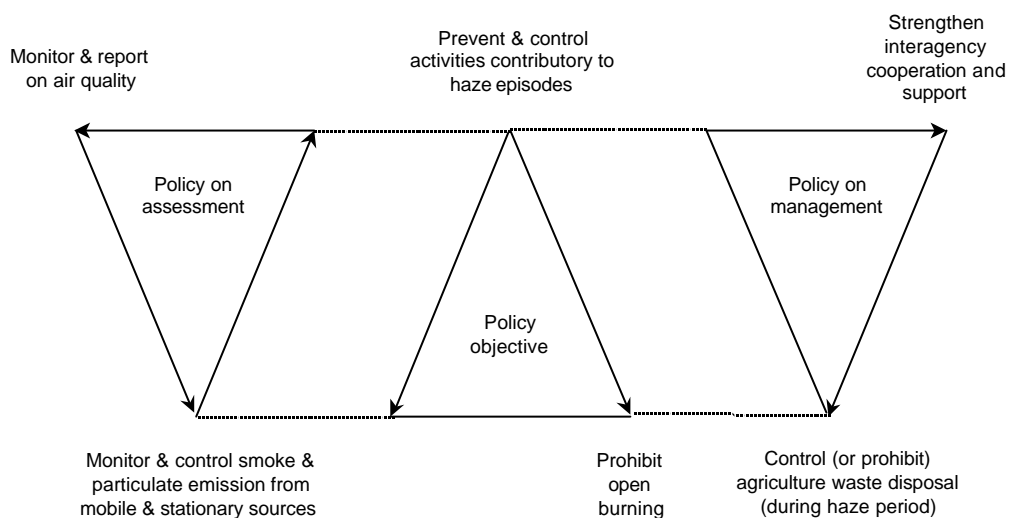 Monitor & report
on air quality
Prevent & control
activities contributory to
haze episodes
Strengthen
interagency
cooperation and
support
Policy on
assessment
Policy
objective
Policy on
management
Monitor & control smoke &
particulate emission from
mobile & stationary sources
Prohibit
open
burning
Control (or prohibit)
agriculture waste disposal
(during haze period)